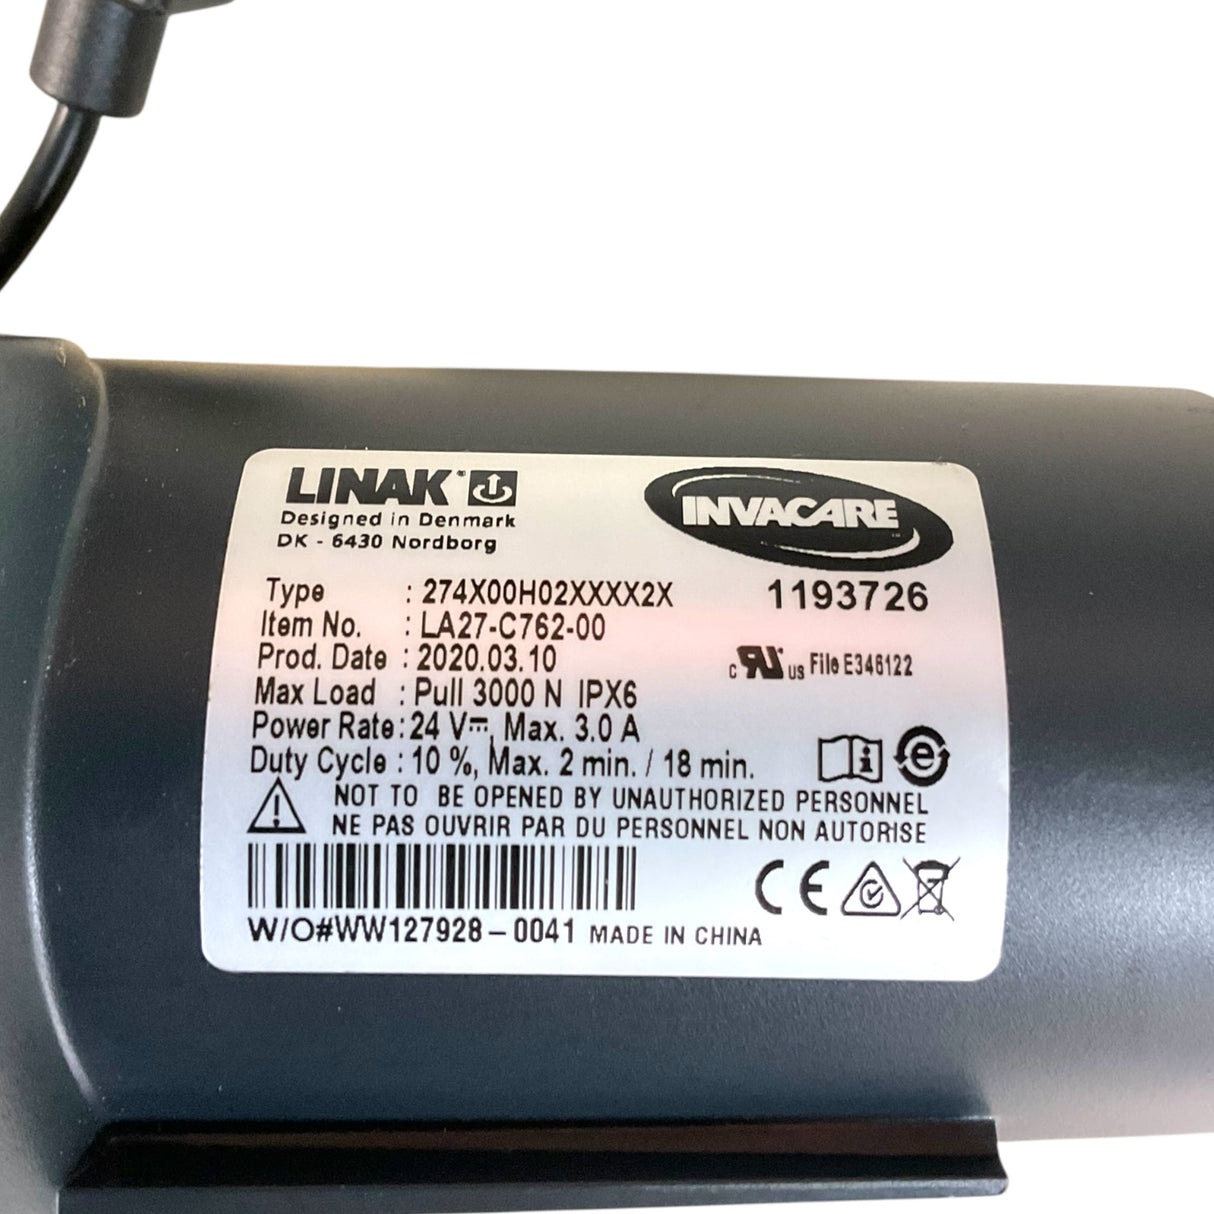 LINAK®
Designed in Denmark
DK - 6430 Nordborg
INVACARE
1193726
Type : 274X00H02XXXX2X
Item No. : LA27-C762-00
Prod. Date : 2020.03.10
Max Load : Pull 3000 N IPX6
Power Rate : 24 V⎓, Max. 3.0 A
Duty Cycle : 10 %, Max. 2 min. / 18 min.
c RU us File E346122
NOT TO BE OPENED BY UNAUTHORIZED PERSONNEL
NE PAS OUVRIR PAR DU PERSONNEL NON AUTORISE
W/O#WW127928-0041 MADE IN CHINA
CE